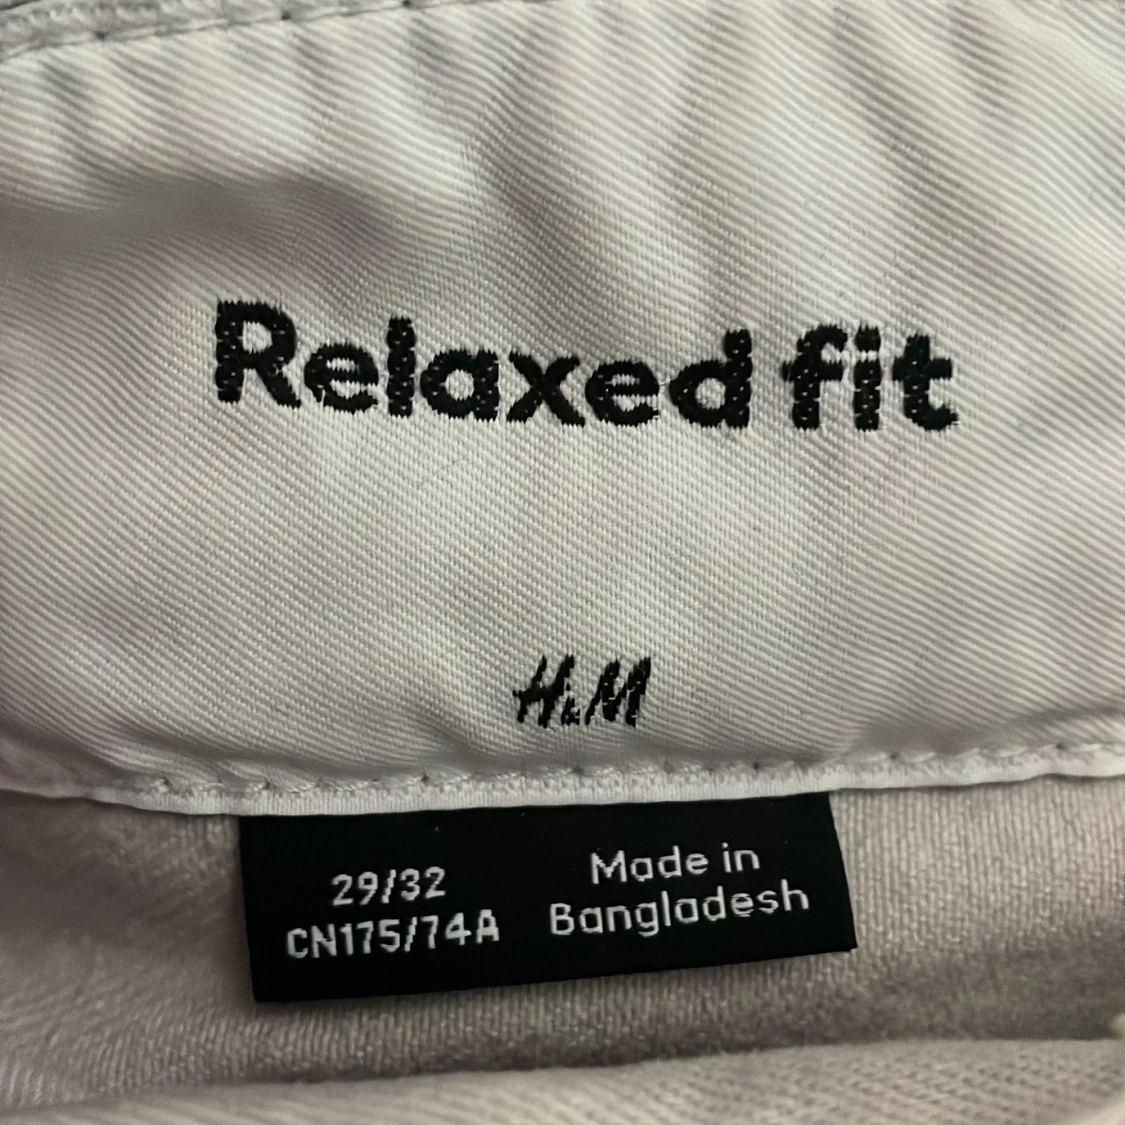 Relaxed fit
H&M
29/32
CN175/74A
Made in
Bangladesh